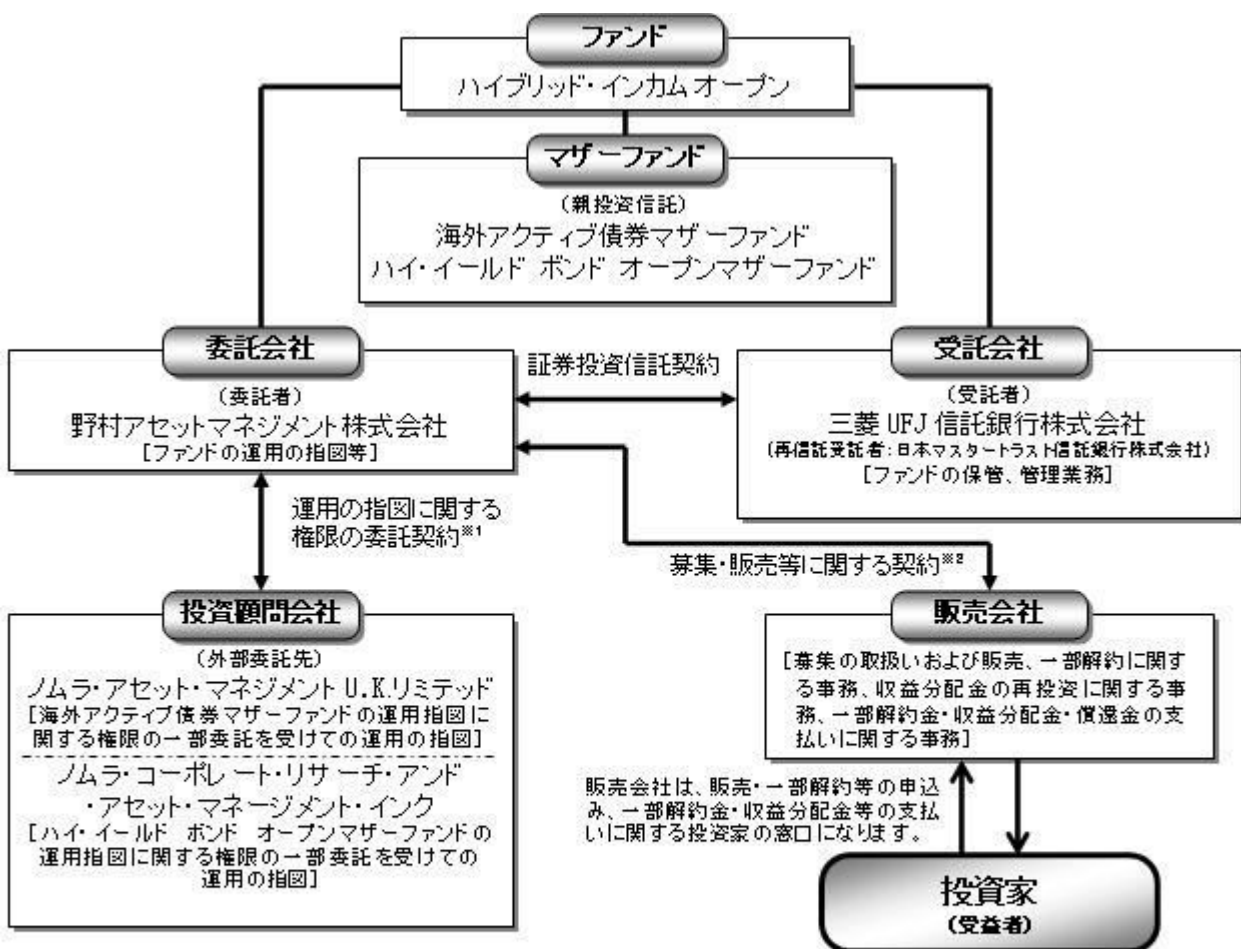 ファンド
ハイブリッド・インカムオープン
マザーファンド
（親投資信託）
海外アクティブ債券マザーファンド
ハイ・イールド ボンド オープンマザーファンド
委託会社
（委託者）
野村アセットマネジメント株式会社
［ファンドの運用の指図等］
証券投資信託契約
受託会社
（受託者）
三菱UFJ信託銀行株式会社
（再信託受託者：日本マスタートラスト信託銀行株式会社）
［ファンドの保管、管理業務］
運用の指図に関する
権限の委託契約※1
募集・販売等に関する契約※2
投資顧問会社
（外部委託先）
ノムラ・アセット・マネジメントU.K.リミテッド
［海外アクティブ債券マザーファンドの運用指図に
関する権限の一部委託を受けての運用の指図］
ノムラ・コーポレート・リサーチ・アンド
・アセット・マネージメント・インク
［ハイ・イールド ボンド オープンマザーファンドの
運用指図に関する権限の一部委託を受けての
運用の指図］
販売会社
［募集の取扱いおよび販売、一部解約に関す
る事務、収益分配金の再投資に関する事
務、一部解約金・収益分配金・償還金の支
払いに関する事務］
販売会社は、販売・一部解約等の申込
み、一部解約金・収益分配金等の支払
いに関する投資家の窓口になります。
投資家
（受益者）